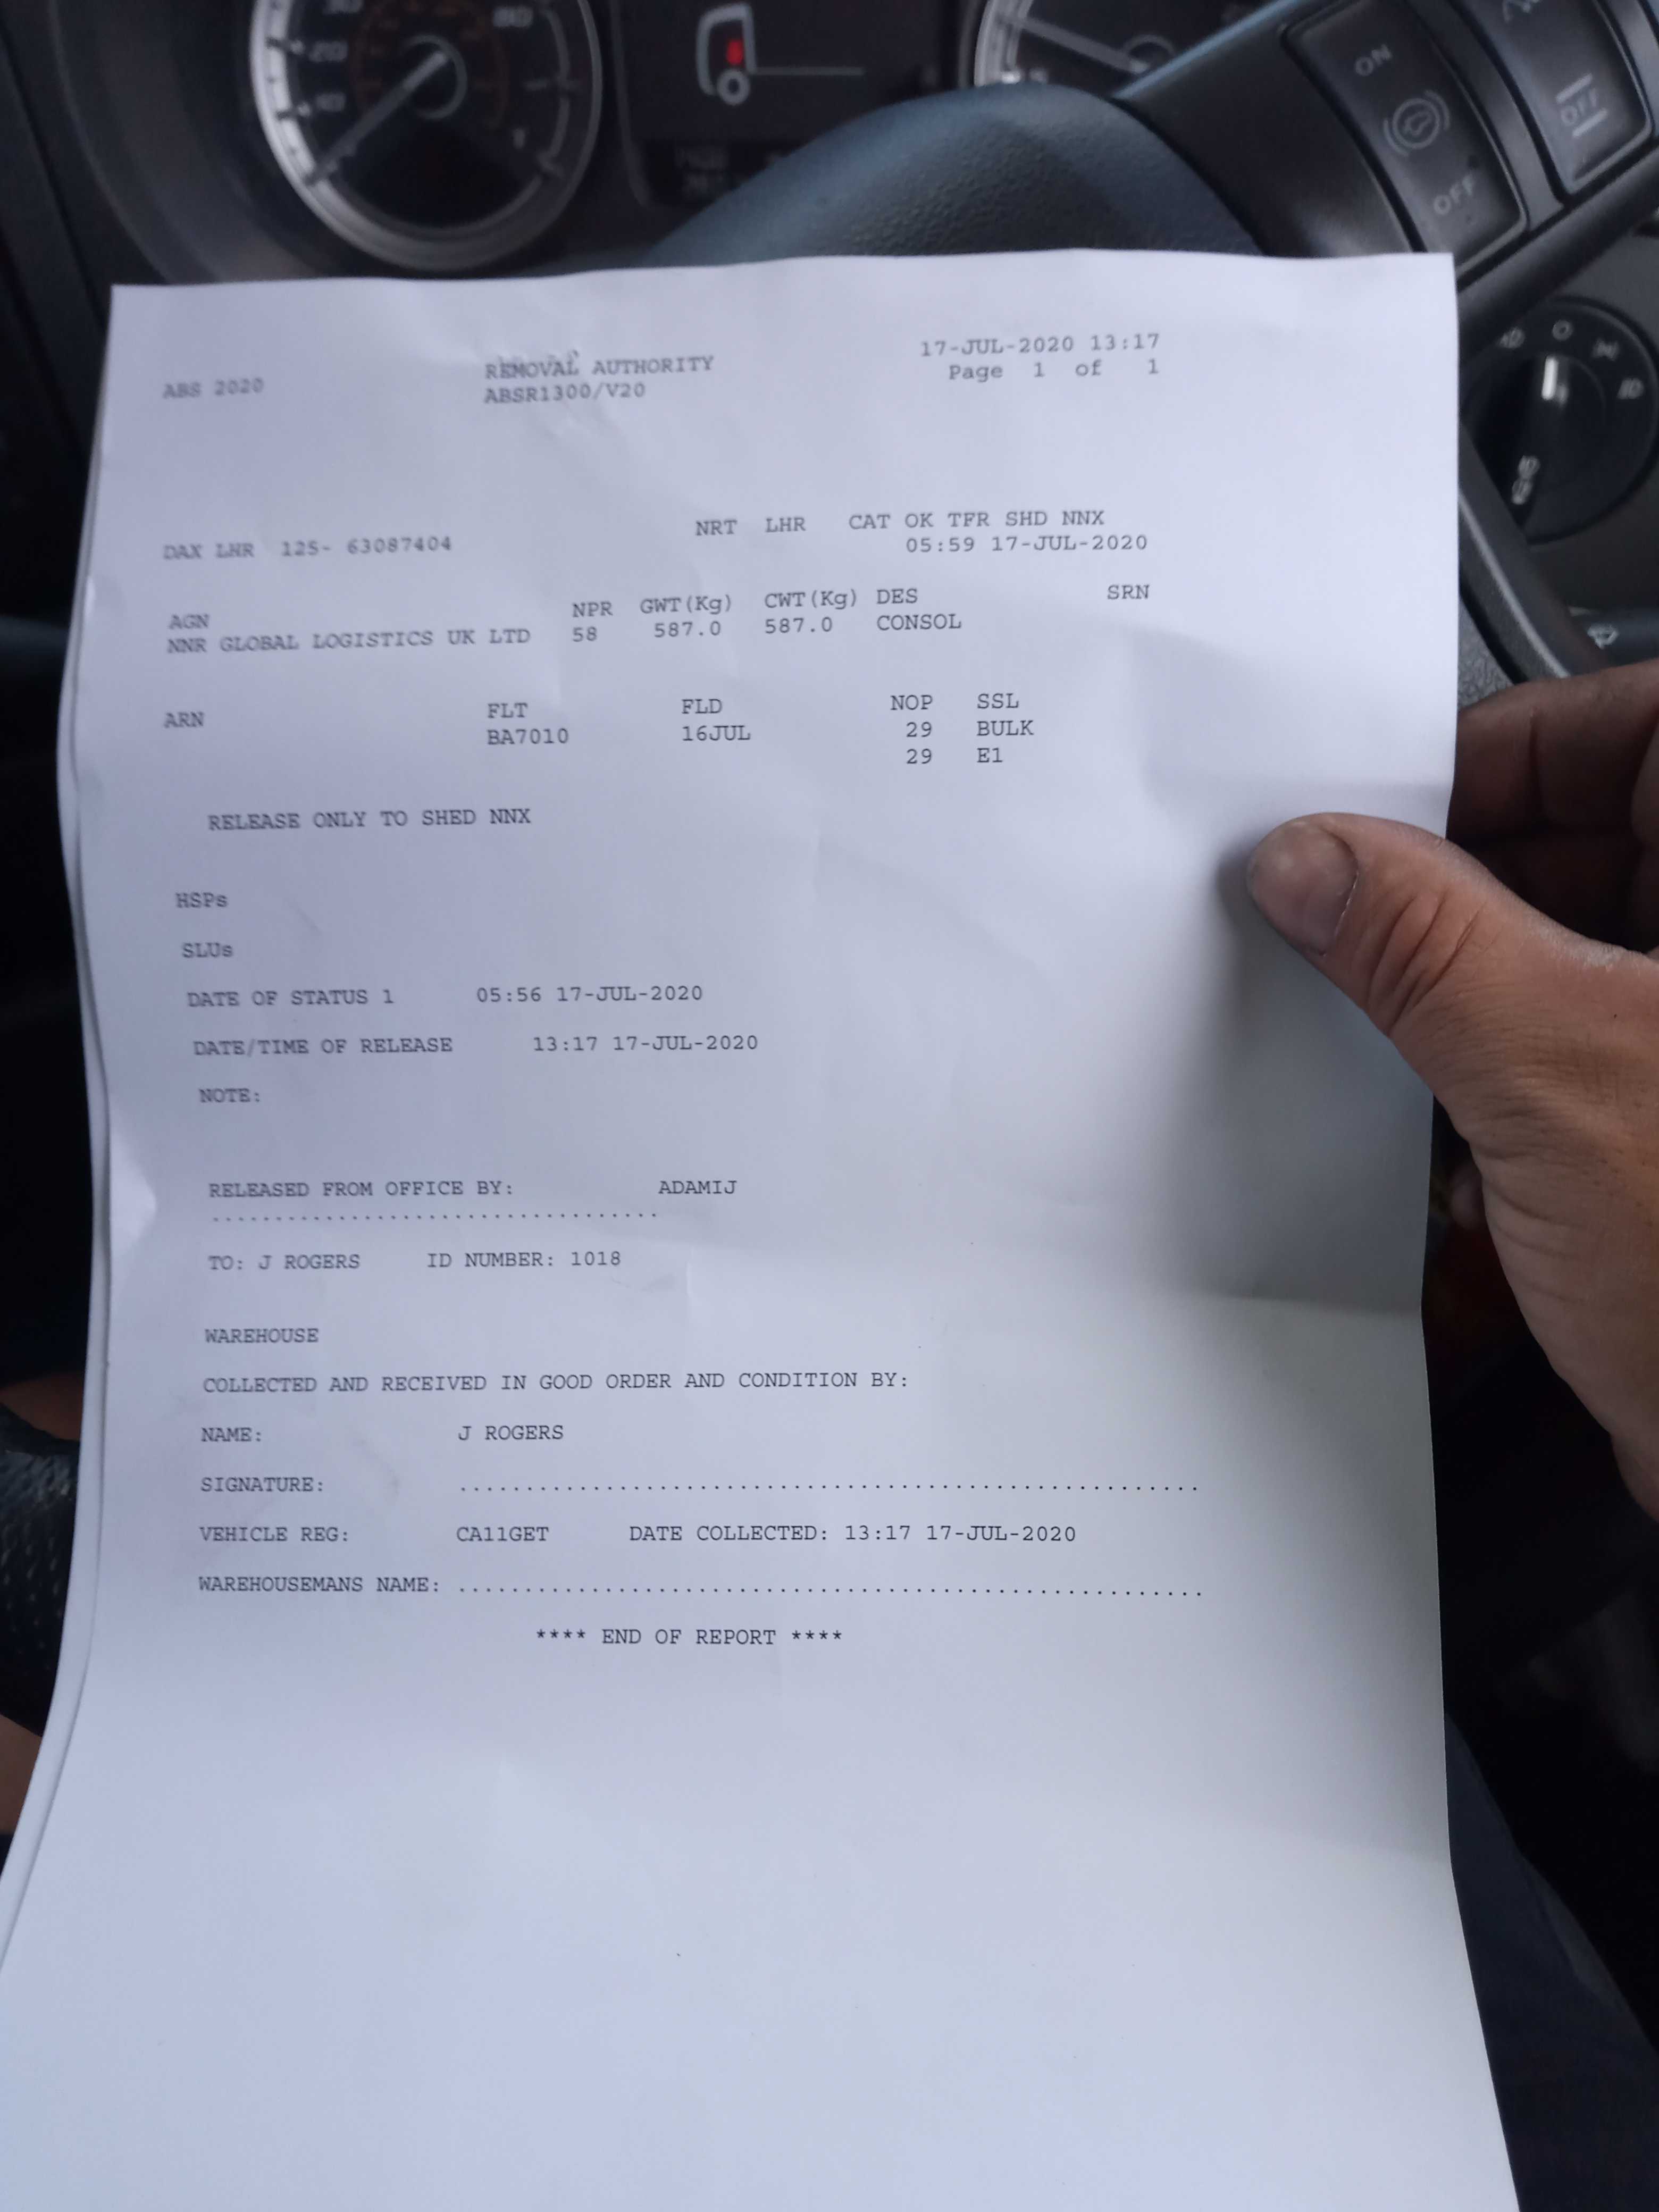 ON
OFF
OFF
ABS 2020 REMOVAL AUTHORITY 17-JUL-2020 13:17
ABSR1300/V20 Page 1 of 1
DAX LHR 125- 63087404 NRT LHR CAT OK TFR SHD NNX
05:59 17-JUL-2020
AGN NPR GWT(Kg) CWT(Kg) DES SRN
NNR GLOBAL LOGISTICS UK LTD 58 587.0 587.0 CONSOL
ARN FLT FLD NOP SSL
BA7010 16JUL 29 BULK
29 E1
RELEASE ONLY TO SHED NNX
HSPs
SLUs
DATE OF STATUS 1 05:56 17-JUL-2020
DATE/TIME OF RELEASE 13:17 17-JUL-2020
NOTE:
RELEASED FROM OFFICE BY: ADAMIJ
...................................
TO: J ROGERS ID NUMBER: 1018
WAREHOUSE
COLLECTED AND RECEIVED IN GOOD ORDER AND CONDITION BY:
NAME: J ROGERS
SIGNATURE: .......................................................
VEHICLE REG: CA11GET DATE COLLECTED: 13:17 17-JUL-2020
WAREHOUSEMANS NAME: .......................................................
**** END OF REPORT ****